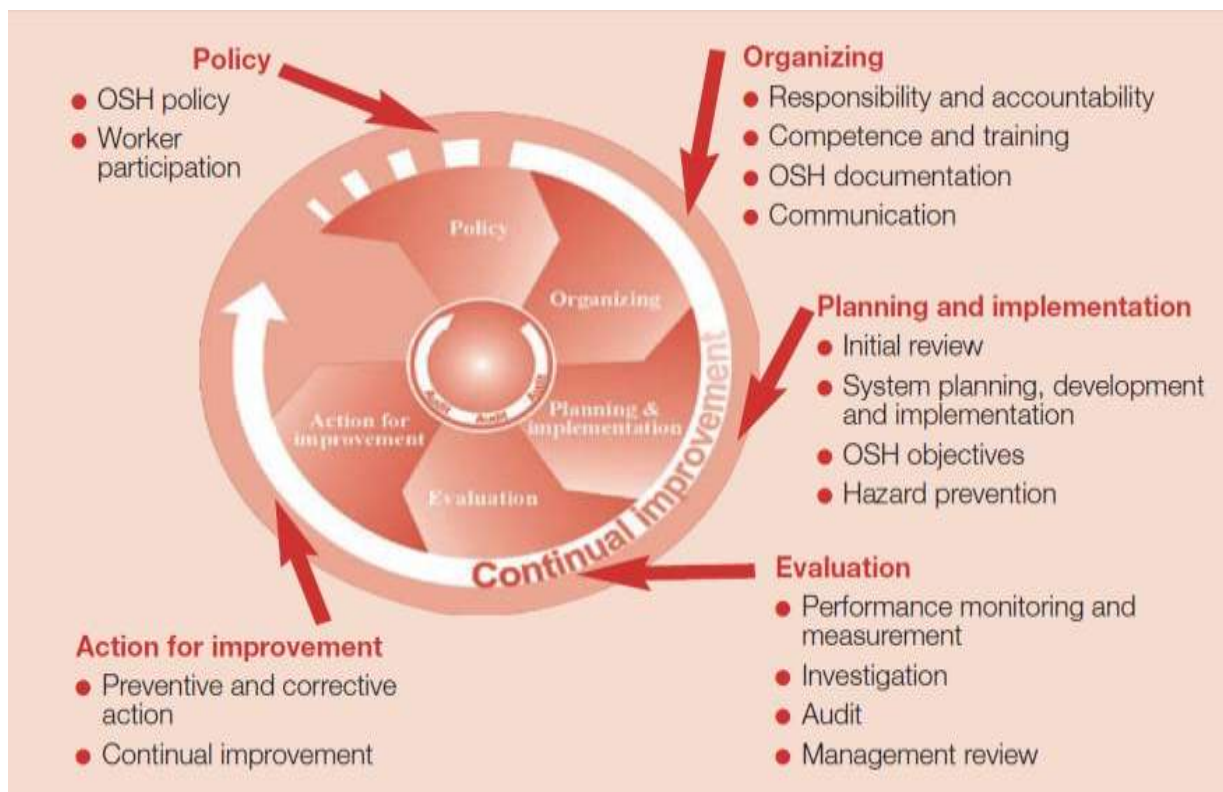 Policy
● OSH policy
● Worker
participation
Organizing
● Responsibility and accountability
● Competence and training
● OSH documentation
● Communication
Planning and implementation
● Initial review
● System planning, development
and implementation
● OSH objectives
● Hazard prevention
Evaluation
● Performance monitoring and
measurement
● Investigation
● Audit
● Management review
Action for improvement
● Preventive and corrective
action
● Continual improvement
Policy
Organizing
Planning &
implementation
Evaluation
Action for
improvement
Audit
Audit
Audit
Continual improvement